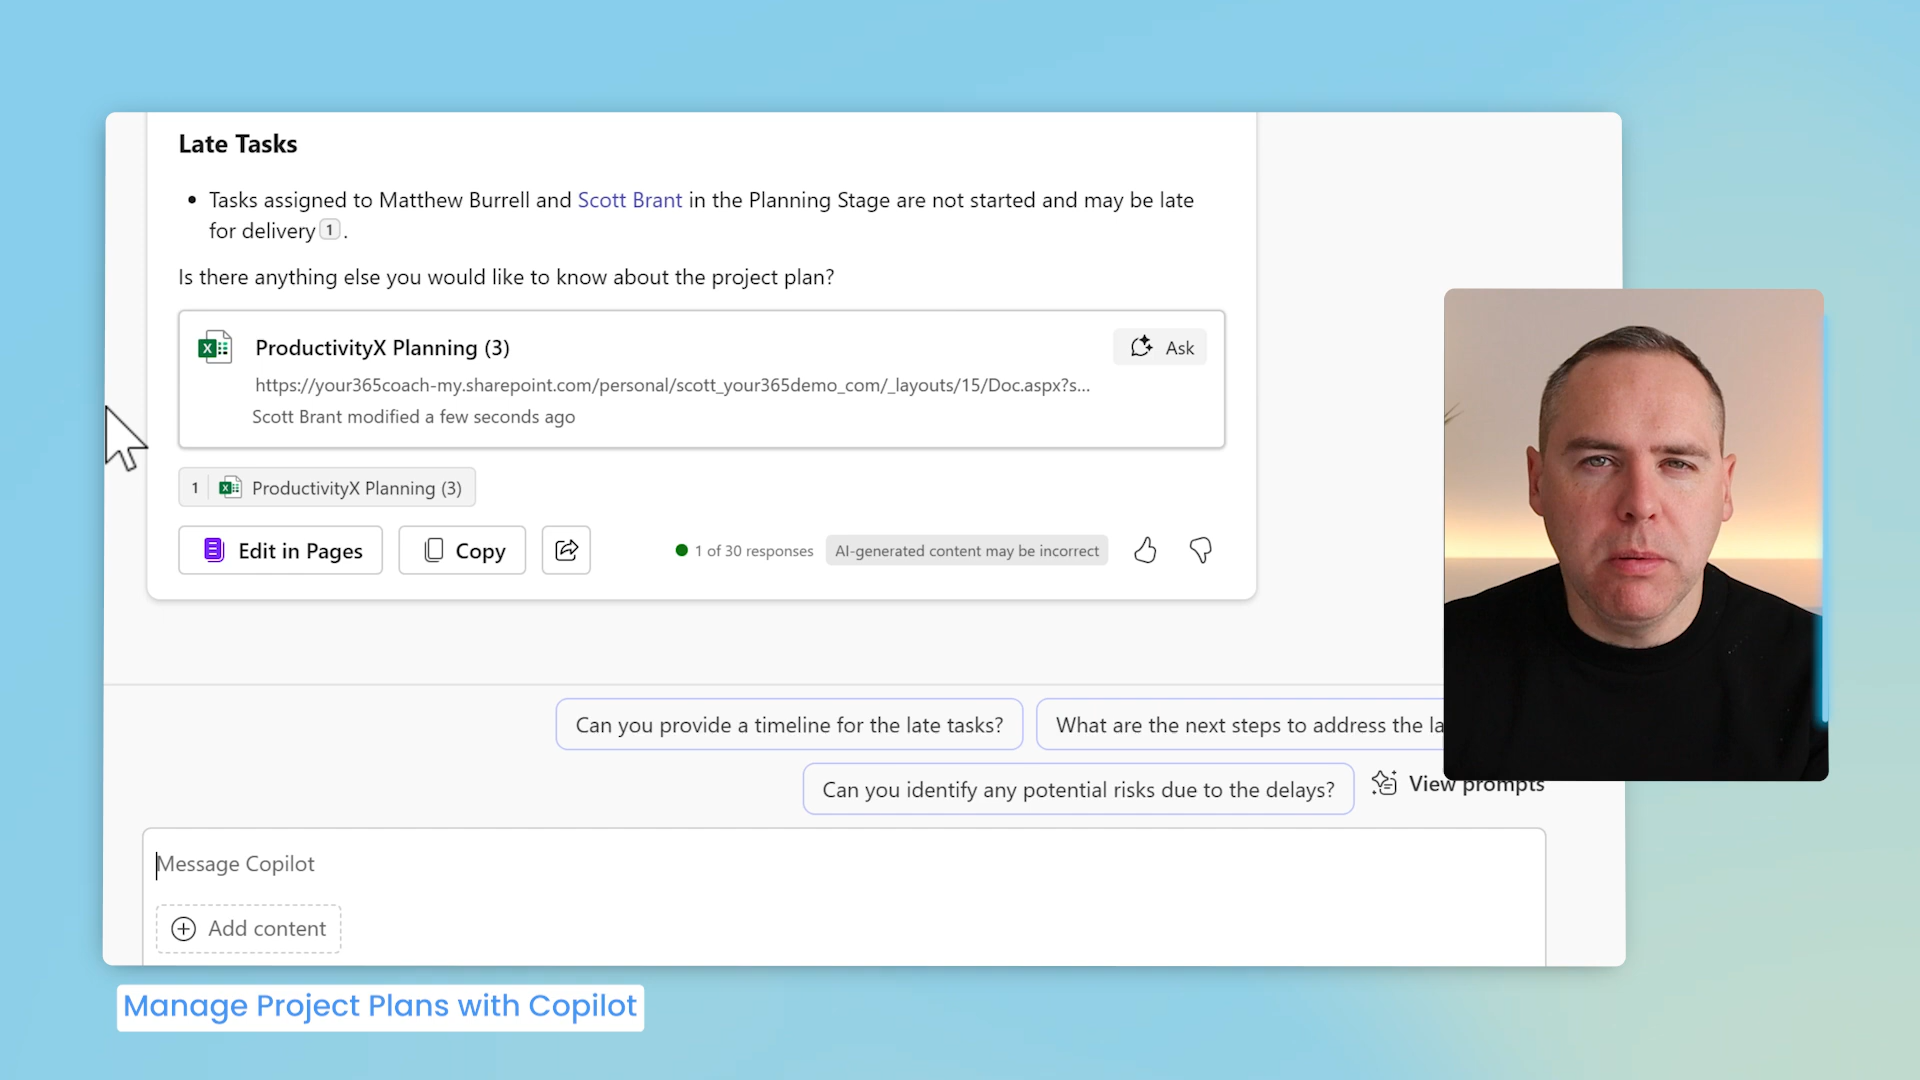 Late Tasks
• Tasks assigned to Matthew Burrell and Scott Brant in the Planning Stage are not started and may be late
for delivery 1.
Is there anything else you would like to know about the project plan?
ProductivityX Planning (3)
Ask
https://your365coach-my.sharepoint.com/personal/scott_your365demo_com/_layouts/15/Doc.aspx?s...
Scott Brant modified a few seconds ago
1 ProductivityX Planning (3)
Edit in Pages
Copy
1 of 30 responses
AI-generated content may be incorrect
Can you provide a timeline for the late tasks?
What are the next steps to address the
Can you identify any potential risks due to the delays?
View prompts
Message Copilot
Add content
Manage Project Plans with Copilot